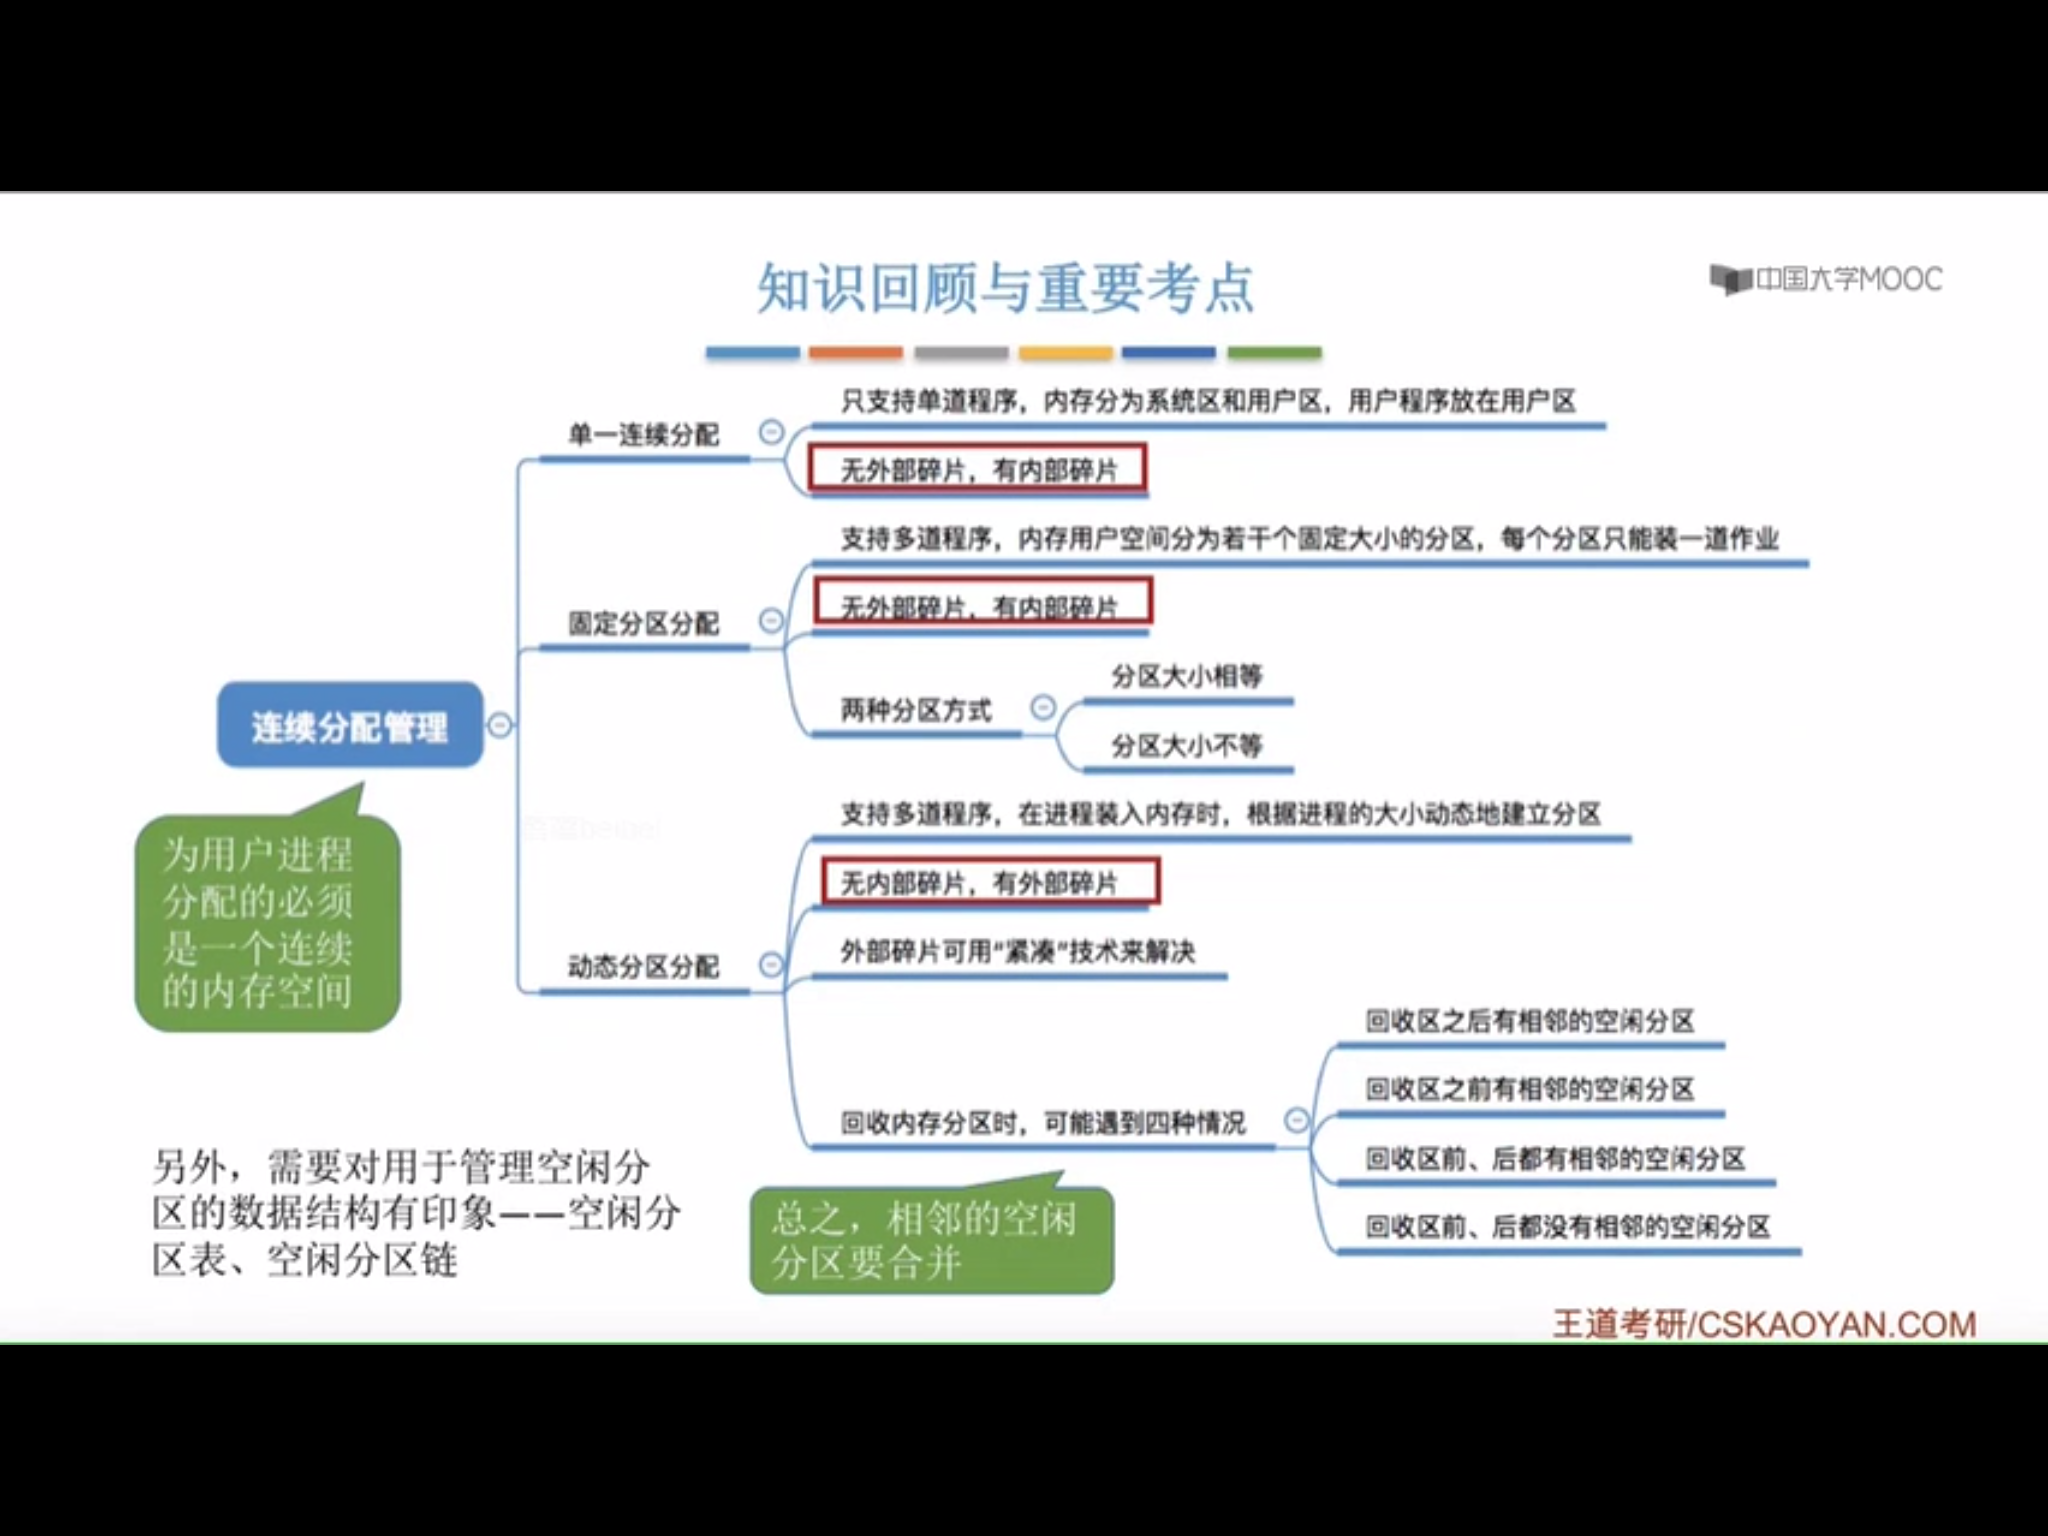 知识回顾与重要考点
中国大学MOOC
连续分配管理
为用户进程
分配的必须
是一个连续
的内存空间
单一连续分配
只支持单道程序，内存分为系统区和用户区，用户程序放在用户区
无外部碎片，有内部碎片
固定分区分配
支持多道程序，内存用户空间分为若干个固定大小的分区，每个分区只能装一道作业
无外部碎片，有内部碎片
两种分区方式
分区大小相等
分区大小不等
动态分区分配
支持多道程序，在进程装入内存时，根据进程的大小动态地建立分区
无内部碎片，有外部碎片
外部碎片可用“紧凑”技术来解决
回收内存分区时，可能遇到四种情况
回收区之后有相邻的空闲分区
回收区之前有相邻的空闲分区
回收区前、后都有相邻的空闲分区
回收区前、后都没有相邻的空闲分区
总之，相邻的空闲
分区要合并
另外，需要对用于管理空闲分
区的数据结构有印象——空闲分
区表、空闲分区链
王道考研/CSKAOYAN.COM